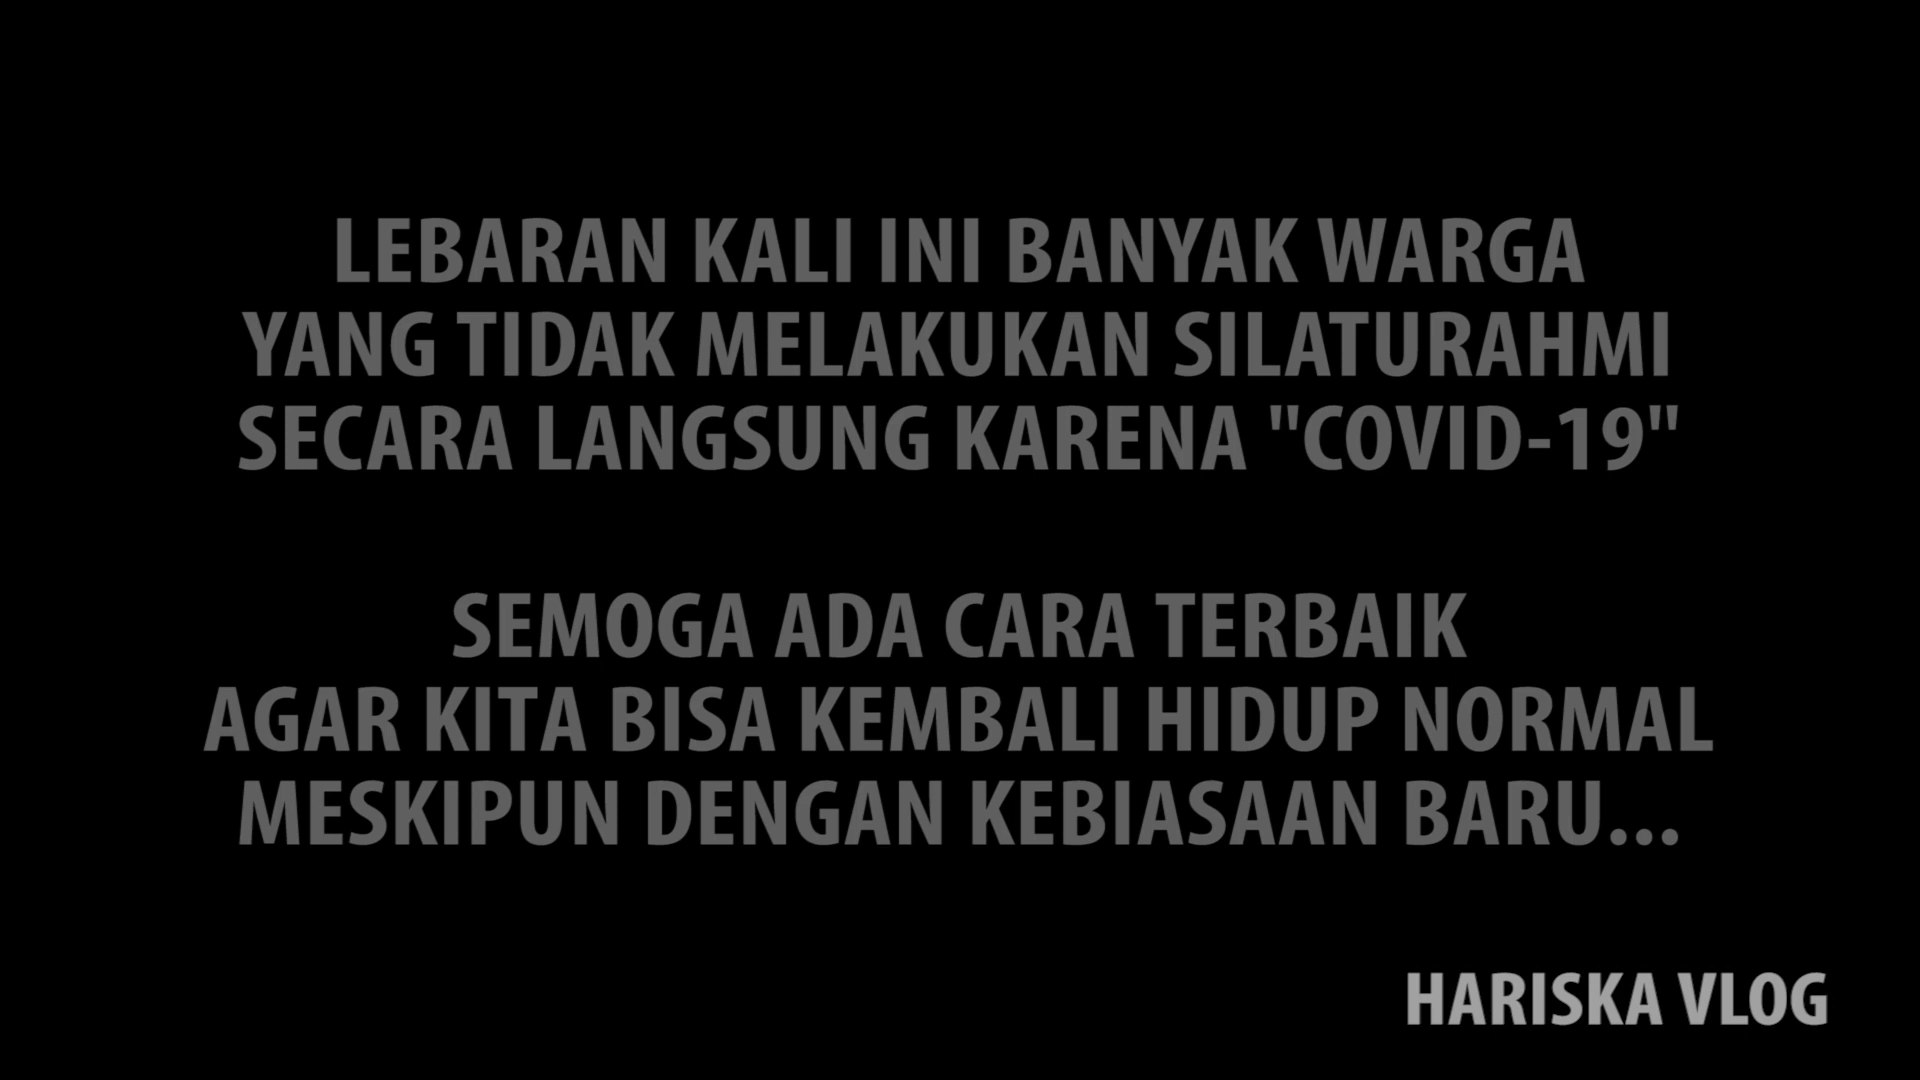 LEBARAN KALI INI BANYAK WARGA
YANG TIDAK MELAKUKAN SILATURAHMI
SECARA LANGSUNG KARENA "COVID-19"
SEMOGA ADA CARA TERBAIK
AGAR KITA BISA KEMBALI HIDUP NORMAL
MESKIPUN DENGAN KEBIASAAN BARU...
HARISKA VLOG